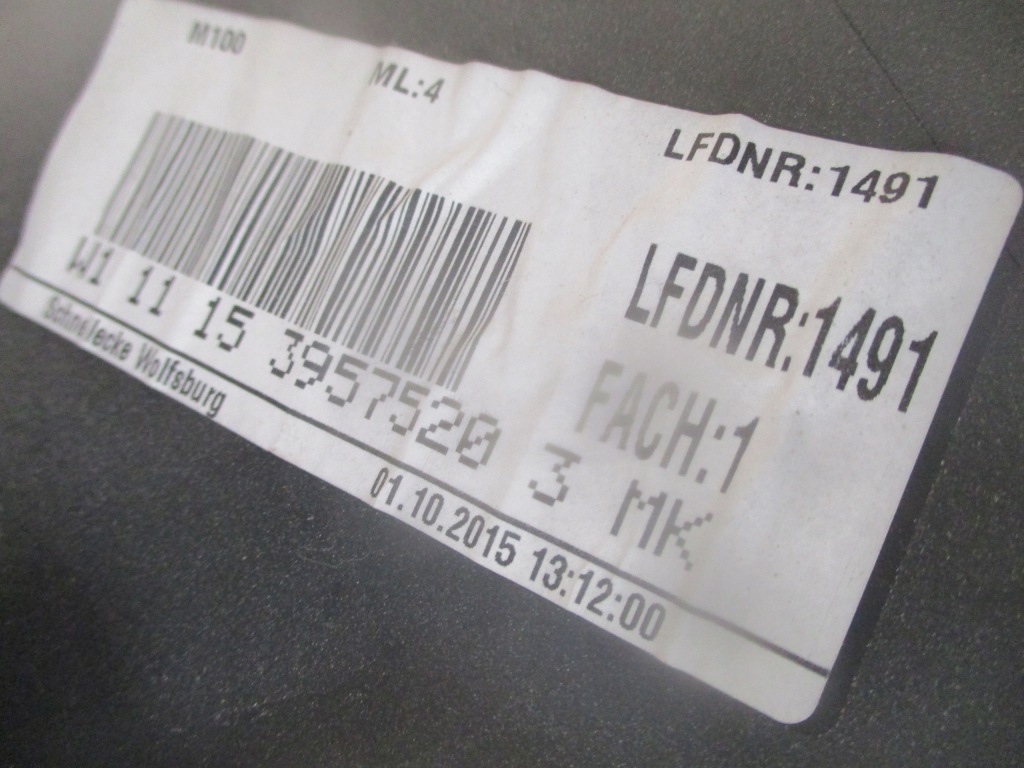 M100
ML:4
LFDNR:1491
LFDNR:1491
FACH:1
W1 11 15 3957520 3 MK
Schnellecke Wolfsburg
01.10.2015 13:12:00